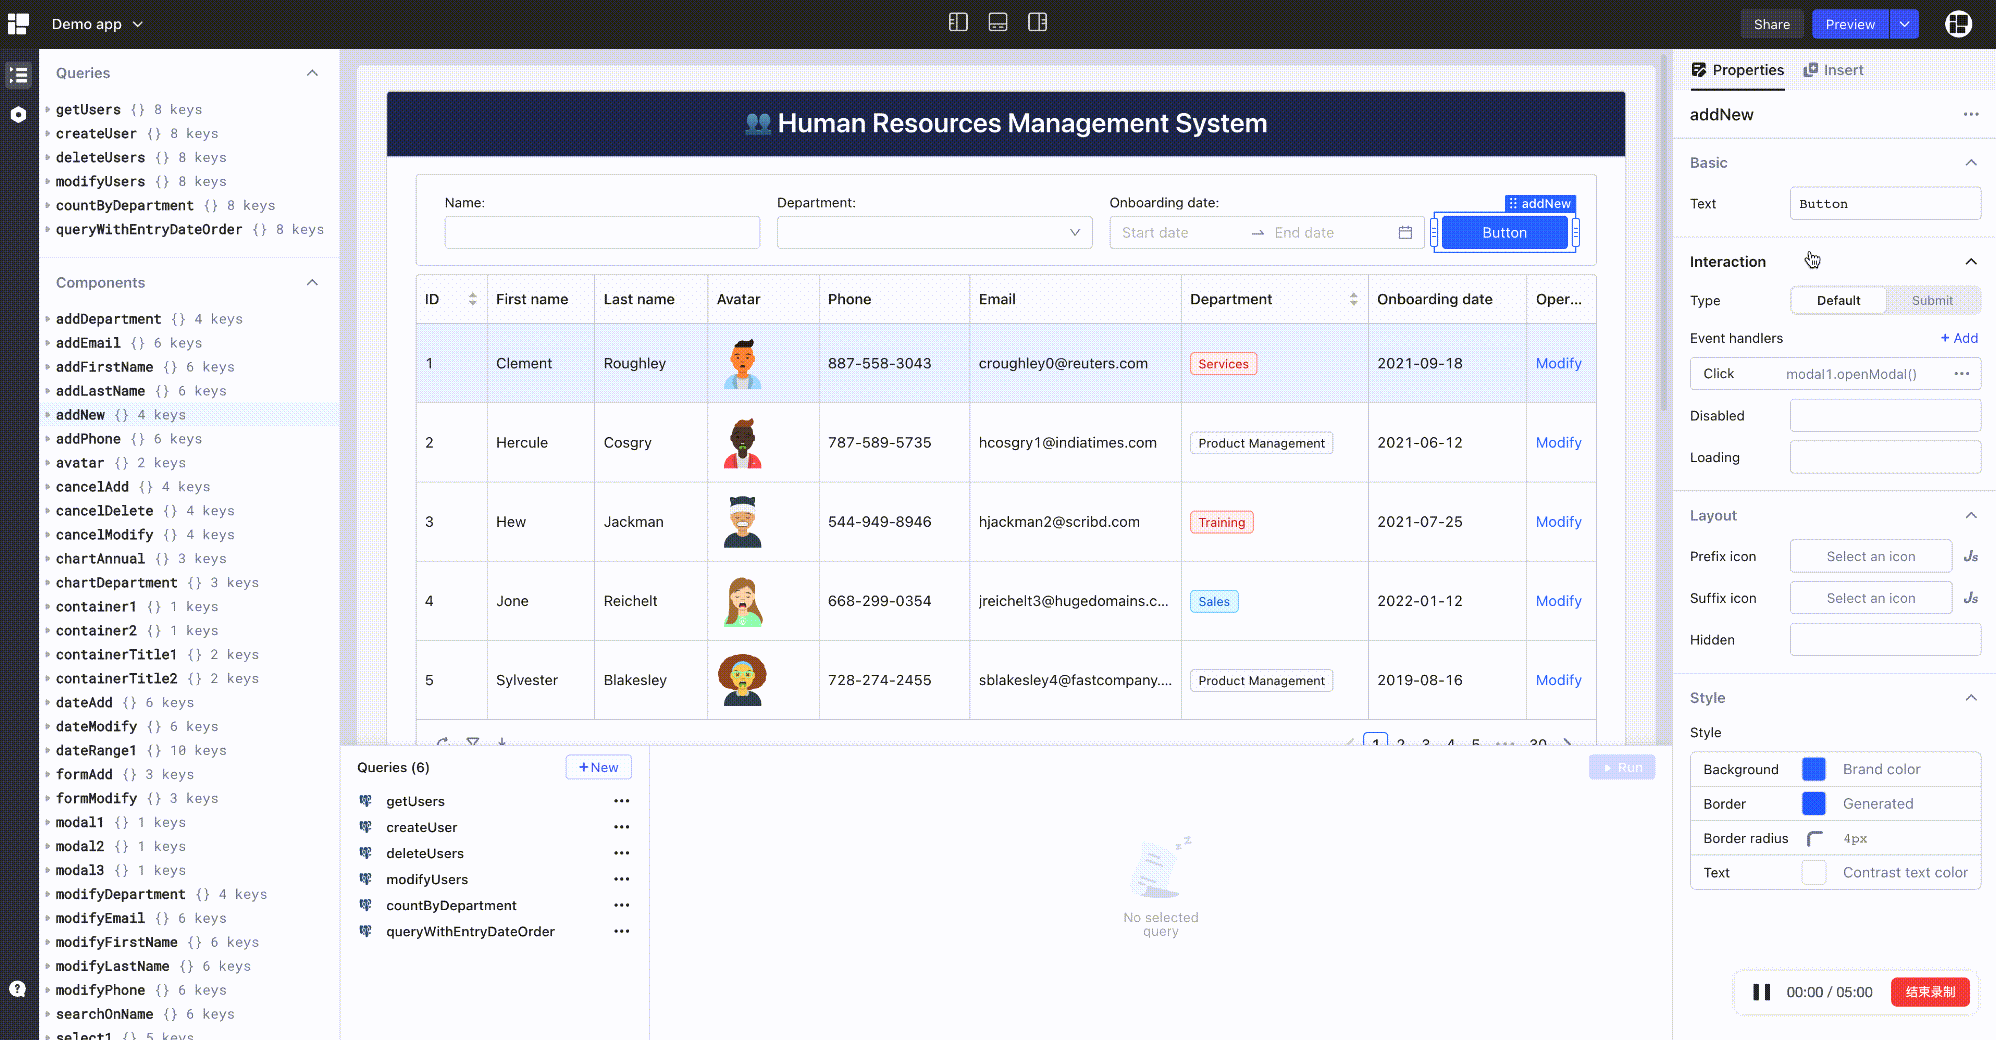 Demo app
Share
Preview
Queries
getUsers {} 8 keys
createUser {} 8 keys
deleteUsers {} 8 keys
modifyUsers {} 8 keys
countByDepartment {} 8 keys
queryWithEntryDateOrder {} 8 keys
Components
addDepartment {} 4 keys
addEmail {} 6 keys
addFirstName {} 6 keys
addLastName {} 6 keys
addNew {} 4 keys
addPhone {} 6 keys
avatar {} 2 keys
cancelAdd {} 4 keys
cancelDelete {} 4 keys
cancelModify {} 4 keys
chartAnnual {} 3 keys
chartDepartment {} 3 keys
container1 {} 1 keys
container2 {} 1 keys
containerTitle1 {} 2 keys
containerTitle2 {} 2 keys
dateAdd {} 6 keys
dateModify {} 6 keys
dateRange1 {} 10 keys
formAdd {} 3 keys
formModify {} 3 keys
modal1 {} 1 keys
modal2 {} 1 keys
modal3 {} 1 keys
modifyDepartment {} 4 keys
modifyEmail {} 6 keys
modifyFirstName {} 6 keys
modifyLastName {} 6 keys
modifyPhone {} 6 keys
searchOnName {} 6 keys
select1 {} 5 keys
Human Resources Management System
Name:
Department:
Onboarding date:
Start date → End date
addNew
Button
ID First name Last name Avatar Phone Email Department Onboarding date Oper...
1 Clement Roughley 887-558-3043 croughley0@reuters.com Services 2021-09-18 Modify
2 Hercule Cosgry 787-589-5735 hcosgry1@indiatimes.com Product Management 2021-06-12 Modify
3 Hew Jackman 544-949-8946 hjackman2@scribd.com Training 2021-07-25 Modify
4 Jone Reichelt 668-299-0354 jreichelt3@hugedomains.c... Sales 2022-01-12 Modify
5 Sylvester Blakesley 728-274-2455 sblakesley4@fastcompany.... Product Management 2019-08-16 Modify
1 2 3 4 5 ••• 30
Queries (6)
+ New
getUsers
createUser
deleteUsers
modifyUsers
countByDepartment
queryWithEntryDateOrder
Run
z z
No selected
query
Properties
Insert
addNew
Basic
Text Button
Interaction
Type Default Submit
Event handlers + Add
Click modal1.openModal()
Disabled
Loading
Layout
Prefix icon Select an icon Js
Suffix icon Select an icon Js
Hidden
Style
Style
Background Brand color
Border Generated
Border radius 4px
Text Contrast text color
00:00 / 05:00
结束录制